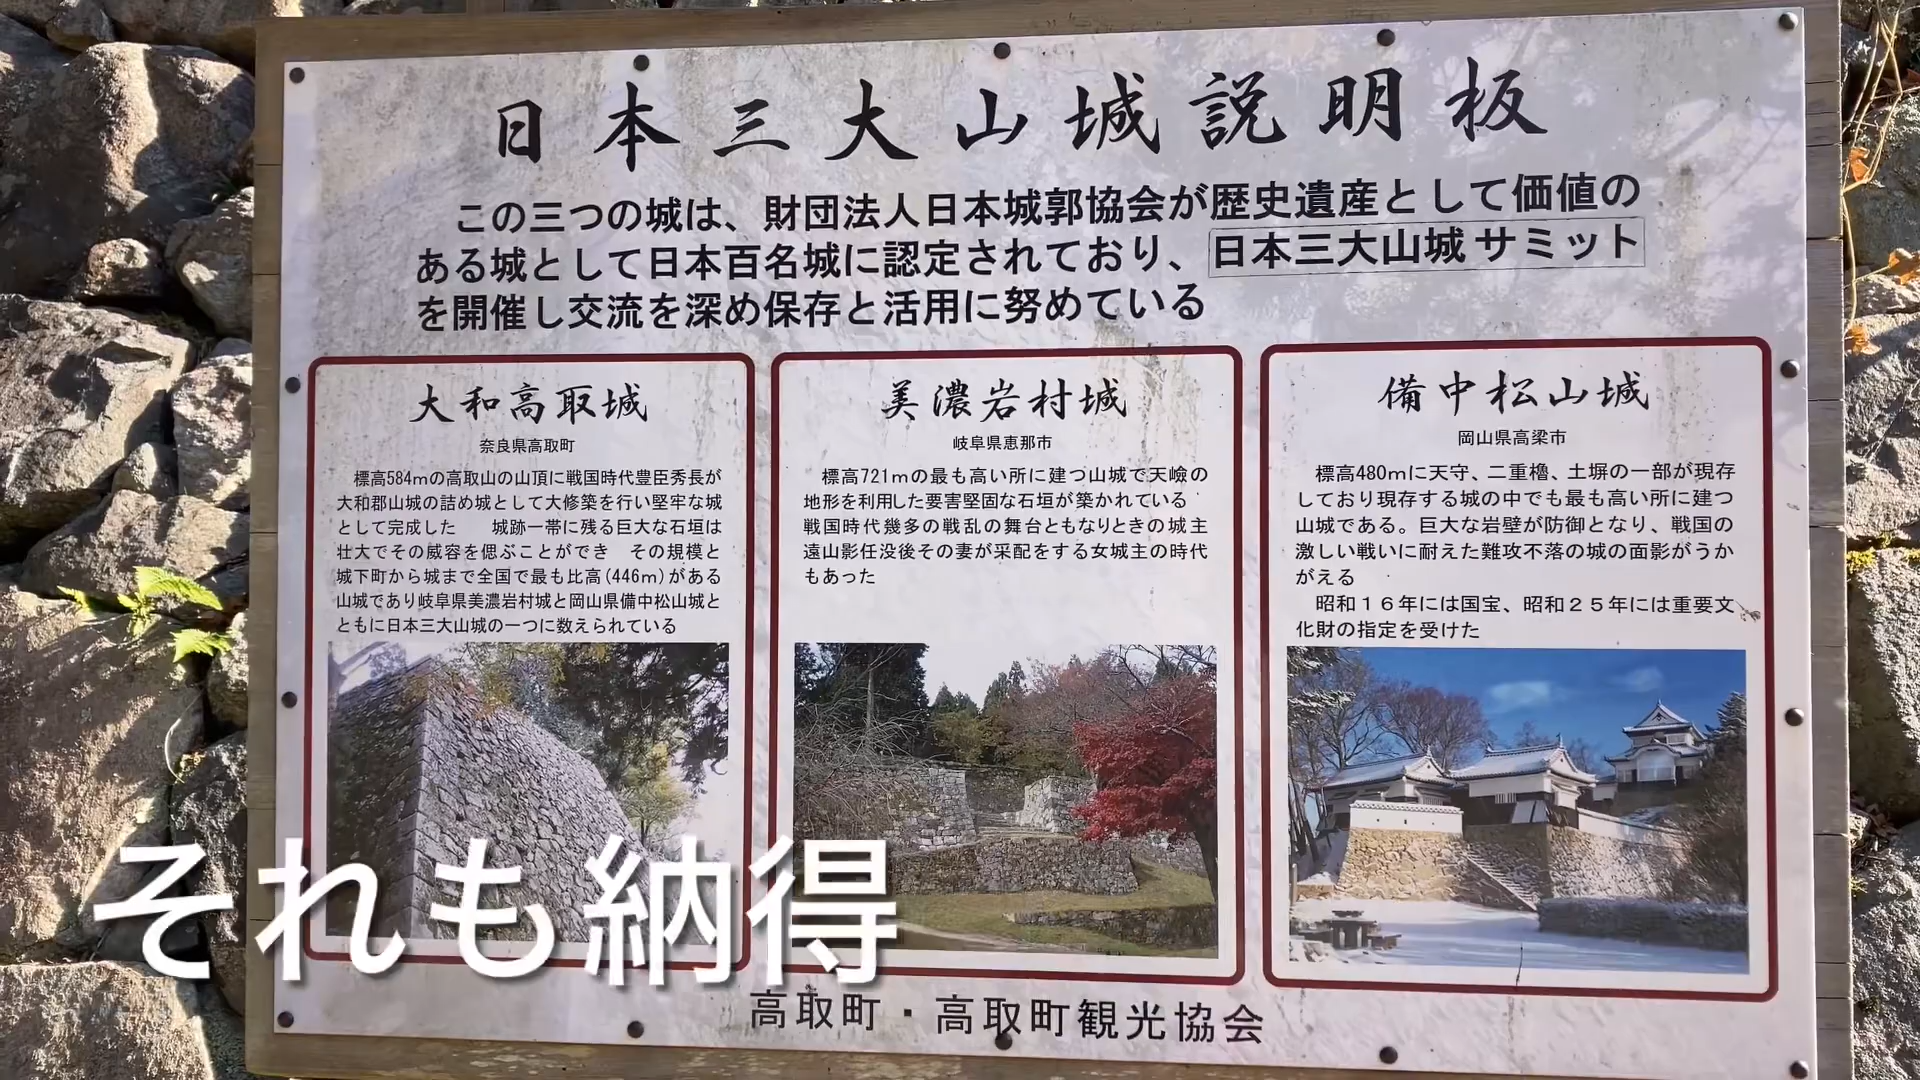 日本三大山城説明板
この三つの城は、財団法人日本城郭協会が歴史遺産として価値の
ある城として日本百名城に認定されており、日本三大山城サミット
を開催し交流を深め保存と活用に努めている
大和高取城
奈良県高取町
標高584mの高取山の山頂に戦国時代豊臣秀長が
大和郡山城の詰め城として大修築を行い堅牢な城
として完成した　城跡一帯に残る巨大な石垣は
壮大でその威容を偲ぶことができ　その規模と
城下町から城まで全国で最も比高(446m)がある
山城であり岐阜県美濃岩村城と岡山県備中松山城と
ともに日本三大山城の一つに数えられている
美濃岩村城
岐阜県恵那市
標高721mの最も高い所に建つ山城で天嶮の
地形を利用した要害堅固な石垣が築かれている
戦国時代幾多の戦乱の舞台ともなりときの城主
遠山影任没後その妻が采配をする女城主の時代
もあった
備中松山城
岡山県高梁市
標高480mに天守、二重櫓、土塀の一部が現存
しており現存する城の中でも最も高い所に建つ
山城である。巨大な岩壁が防御となり、戦国の
激しい戦いに耐えた難攻不落の城の面影がうか
がえる
昭和１６年には国宝、昭和２５年には重要文
化財の指定を受けた
それも納得
高取町・高取町観光協会